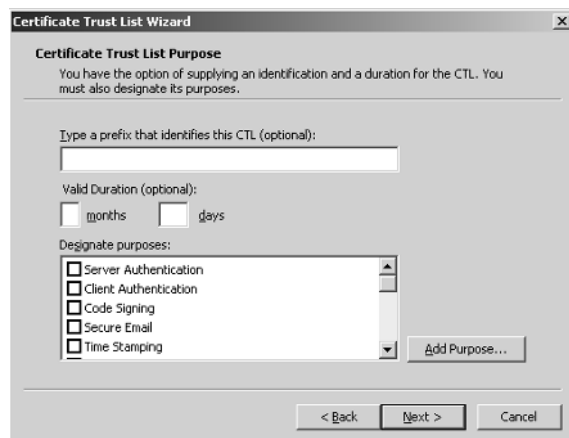 Certificate Trust List Wizard
Certificate Trust List Purpose
You have the option of supplying an identification and a duration for the CTL. You
must also designate its purposes.
Type a prefix that identifies this CTL (optional):
Valid Duration (optional):
months days
Designate purposes:
Server Authentication
Client Authentication
Code Signing
Secure Email
Time Stamping
Add Purpose...
< Back Next > Cancel